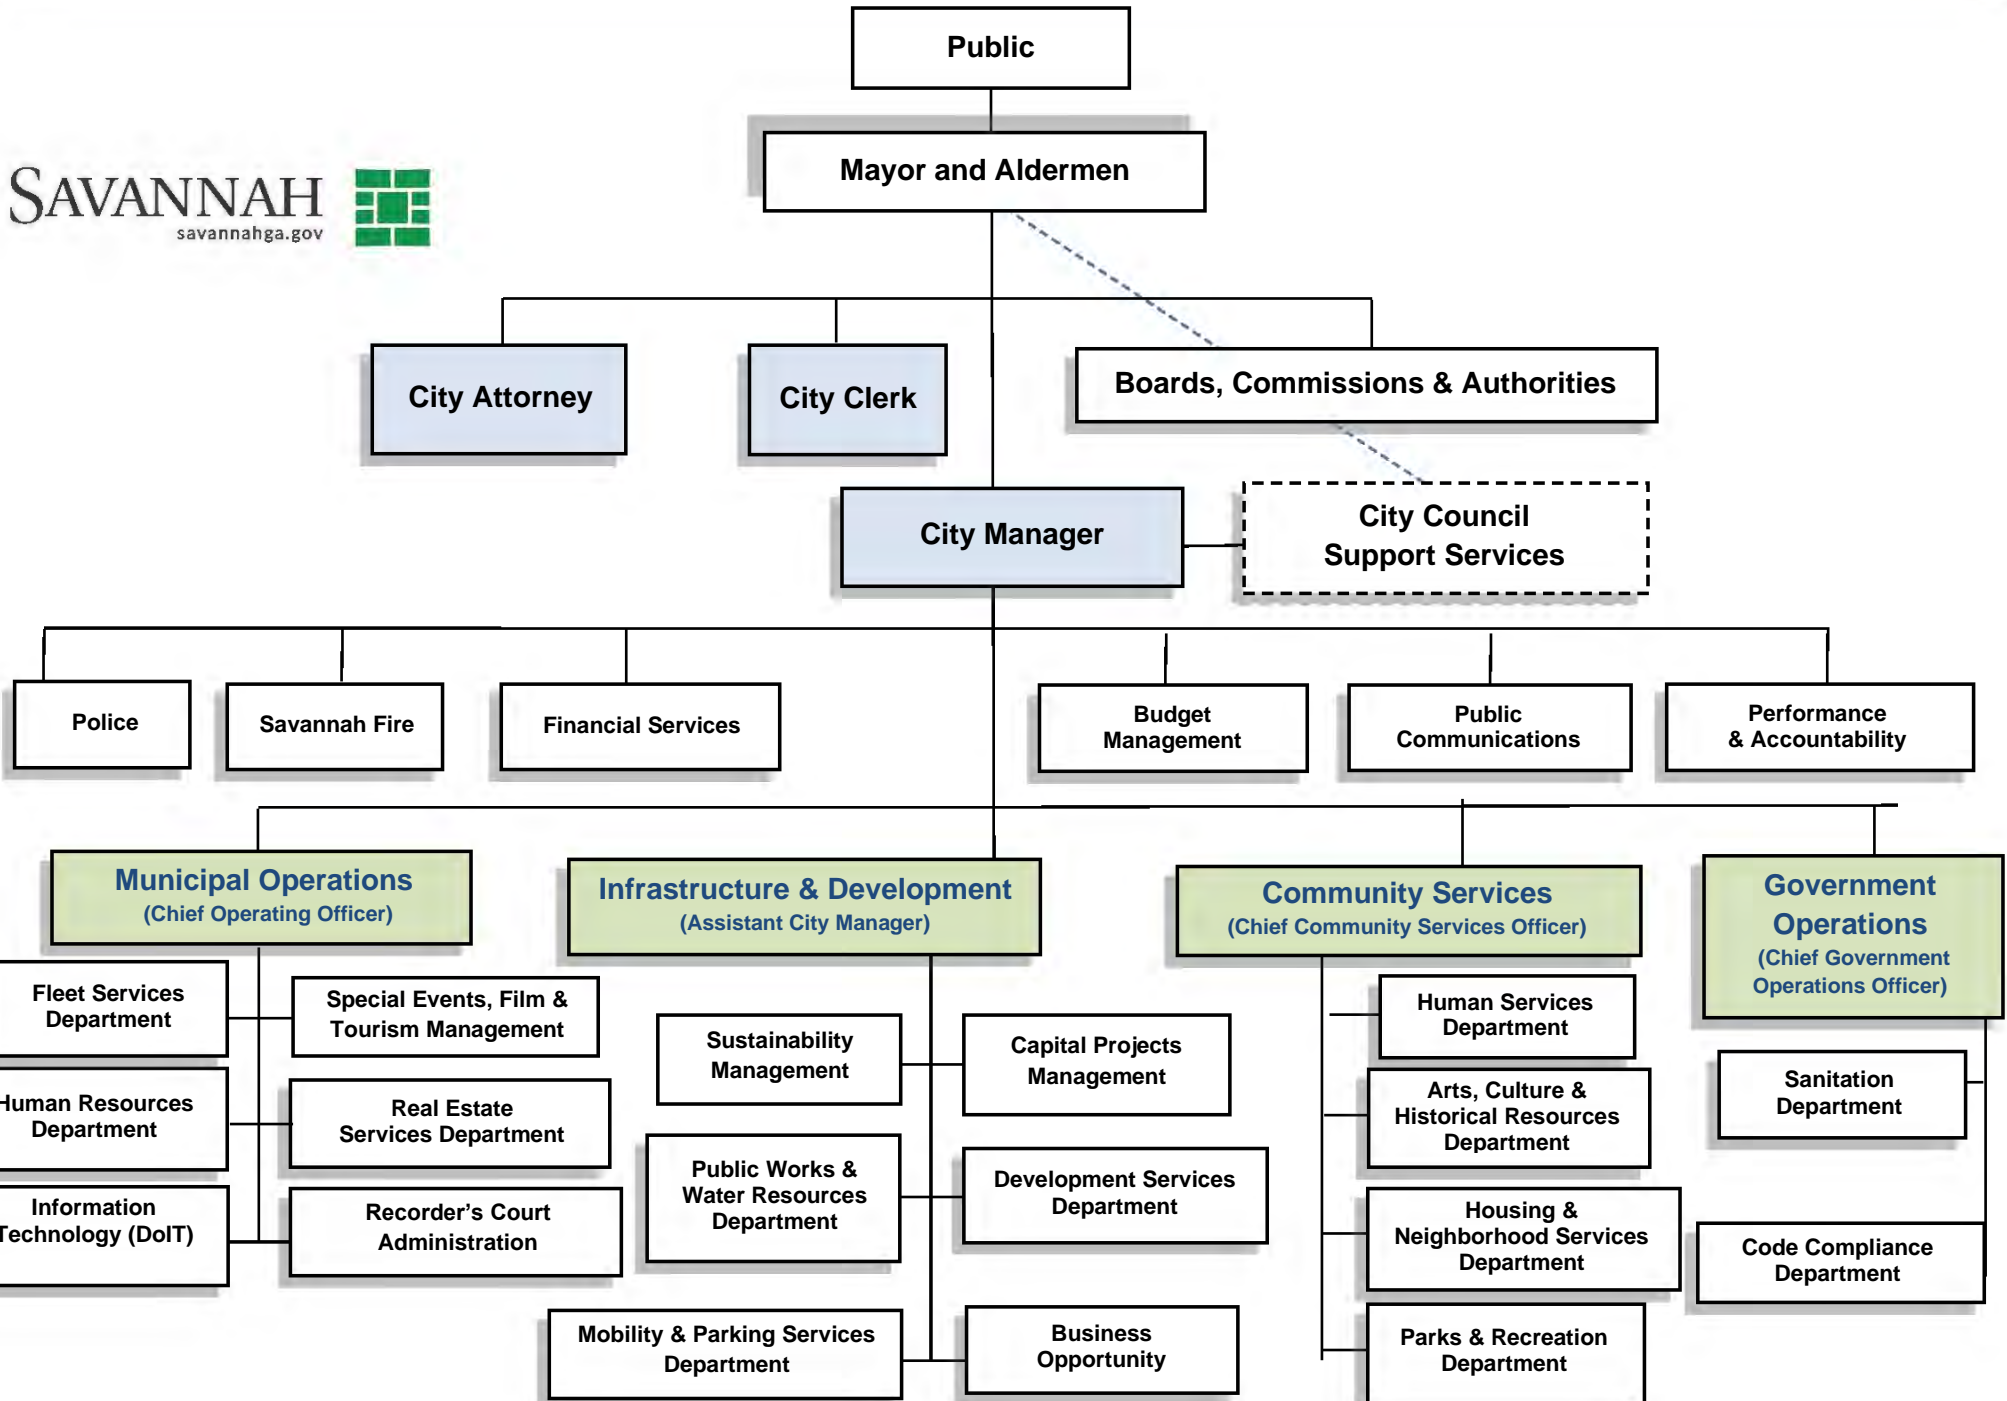 Public
Mayor and Aldermen
SAVANNAH
savannahga.gov
City Attorney
City Clerk
Boards, Commissions & Authorities
City Manager
City Council
Support Services
Police
Savannah Fire
Financial Services
Budget
Management
Public
Communications
Performance
& Accountability
Municipal Operations
(Chief Operating Officer)
Infrastructure & Development
(Assistant City Manager)
Community Services
(Chief Community Services Officer)
Government
Operations
(Chief Government
Operations Officer)
Fleet Services
Department
Special Events, Film &
Tourism Management
Human Resources
Department
Real Estate
Services Department
Information
Technology (DoIT)
Recorder’s Court
Administration
Sustainability
Management
Capital Projects
Management
Public Works &
Water Resources
Department
Development Services
Department
Mobility & Parking Services
Department
Business
Opportunity
Human Services
Department
Arts, Culture &
Historical Resources
Department
Housing &
Neighborhood Services
Department
Parks & Recreation
Department
Sanitation
Department
Code Compliance
Department